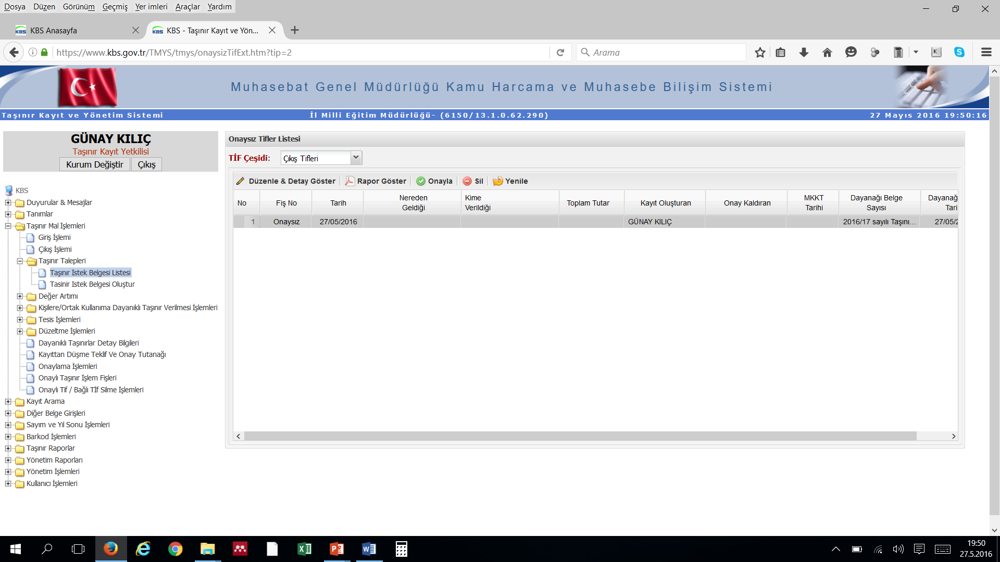 Dosya Düzen Görünüm Geçmiş Yer imleri Araçlar Yardım
KBS Anasayfa
KBS - Taşınır Kayıt ve Yön...
https://www.kbs.gov.tr/TMYS/tmys/onaysizTifExt.htm?tip=2
Arama
Muhasebat Genel Müdürlüğü Kamu Harcama ve Muhasebe Bilişim Sistemi
Taşınır Kayıt ve Yönetim Sistemi
İl Milli Eğitim Müdürlüğü- (6150/13.1.0.62.290)
27 Mayıs 2016 19:50:16
GÜNAY KILIÇ
Taşınır Kayıt Yetkilisi
Kurum Değiştir Çıkış
KBS
Duyurular & Mesajlar
Tanımlar
Taşınır Mal İşlemleri
Giriş İşlemi
Çıkış İşlemi
Taşınır Talepleri
Taşınır İstek Belgesi Listesi
Tasinir Istek Belgesi Oluştur
Değer Artımı
Kişilere/Ortak Kullanıma Dayanıklı Taşınır Verilmesi İşlemleri
Tesis İşlemleri
Düzeltme İşlemleri
Dayanıklı Taşınırlar Detay Bilgileri
Kayıttan Düşme Teklif Ve Onay Tutanağı
Onaylama İşlemleri
Onaylı Taşınır İşlem Fişleri
Onaylı Tif / Bağlı Tİf Silme İşlemleri
Kayıt Arama
Diğer Belge Girişleri
Sayım ve Yıl Sonu İşlemleri
Barkod İşlemleri
Taşınır Raporlar
Yönetim Raporları
Yönetim İşlemleri
Kullanıcı İşlemleri
Onaysız Tifler Listesi
TİF Çeşidi: Çıkış Tifleri
Düzenle & Detay Göster Rapor Göster Onayla Sil Yenile
No Fiş No Tarih Nereden Geldiği Kime Verildiği Toplam Tutar Kayıt Oluşturan Onay Kaldıran MKKT Tarihi Dayanağı Belge Sayısı Dayanağ Tari
1 Onaysız 27/05/2016 GÜNAY KILIÇ 2016/17 sayılı Taşını... 27/05/2
19:50
27.5.2016